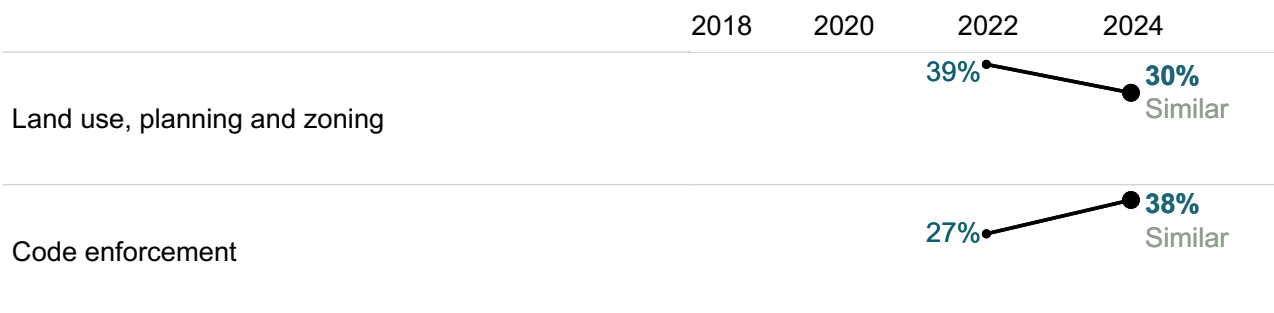 2018 2020 2022 2024
39% 30%
Similar
Land use, planning and zoning
38%
27% Similar
Code enforcement